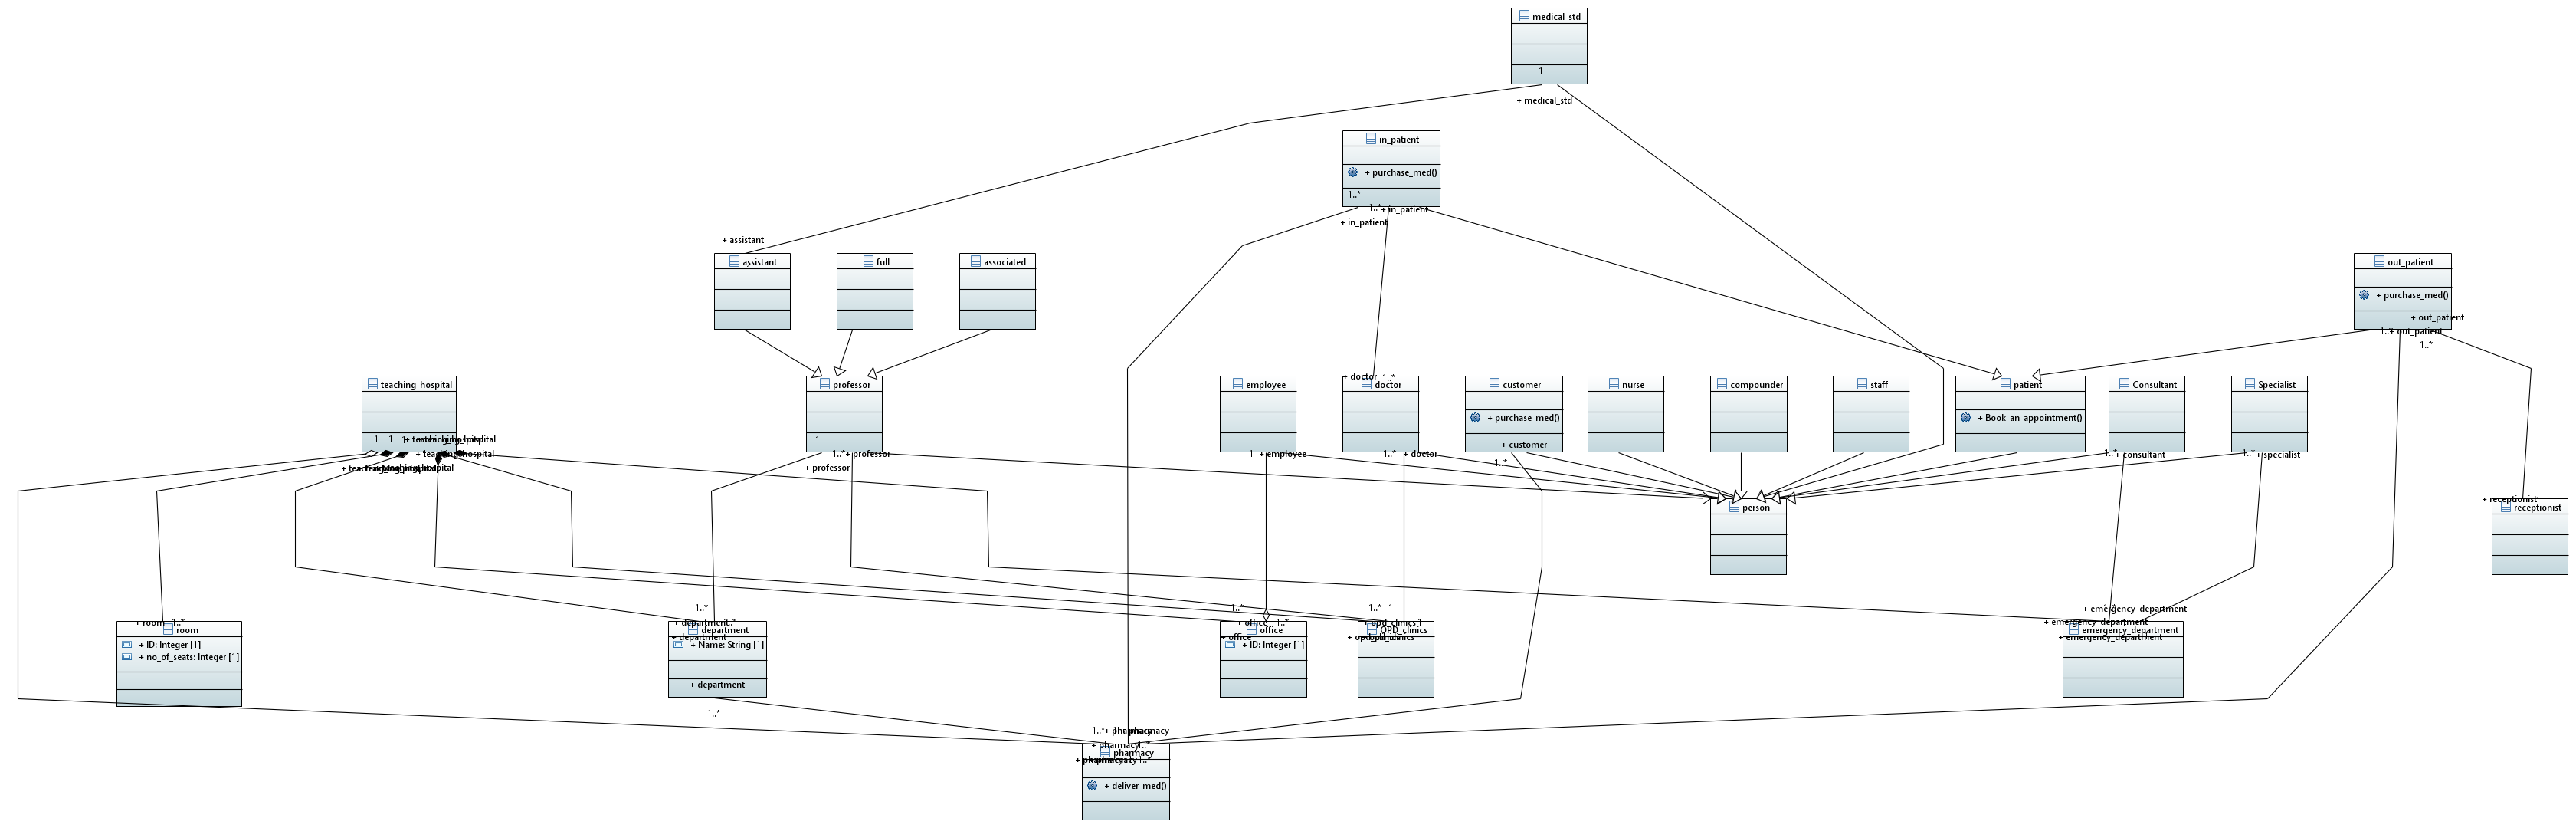 medical_std
1
+ medical_std
in_patient
+ purchase_med()
1..*
1..*
+ in_patient
+ in_patient
+ assistant
assistant
1
full
associated
out_patient
+ purchase_med()
+ out_patient
1..*
+ out_patient
1..*
teaching_hospital
1
1
1
+ teaching_hospital
+ teaching_hospital
+ teaching_hospital
professor
1
1..*
+ professor
+ professor
employee
1
+ employee
+ doctor
1..*
doctor
1..*
+ doctor
customer
+ purchase_med()
+ customer
1..*
nurse
compounder
staff
patient
+ Book_an_appointment()
Consultant
1..*
+ consultant
Specialist
1..*
+ specialist
person
+ receptionist
receptionist
+ room
1..*
room
+ ID: Integer [1]
+ no_of_seats: Integer [1]
1..*
+ department
department
+ department
+ Name: String [1]
+ department
1..*
1..*
+ office
1..*
office
+ office
+ ID: Integer [1]
1..*
1
+ opd_clinics
1
OPD_clinics
+ emergency_department
+ emergency_department
emergency_department
+ emergency_department
1..*
+ pharmacy
+ pharmacy
+ pharmacy
pharmacy
1..*
+ deliver_med()